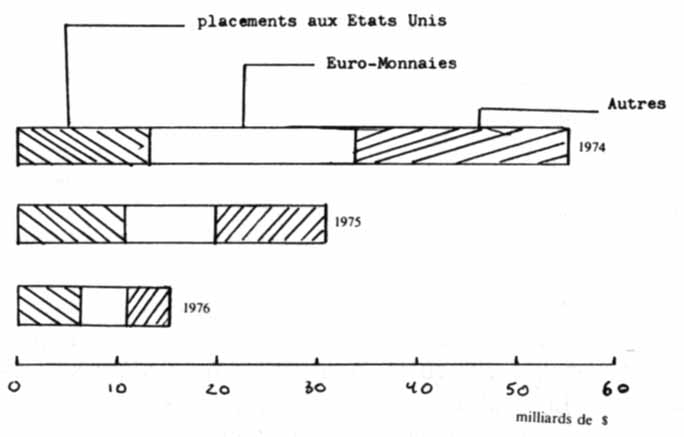 placements aux Etats Unis
Euro-Monnaies
Autres
1974
1975
1976
0 10 20 30 40 50 60
milliards de $